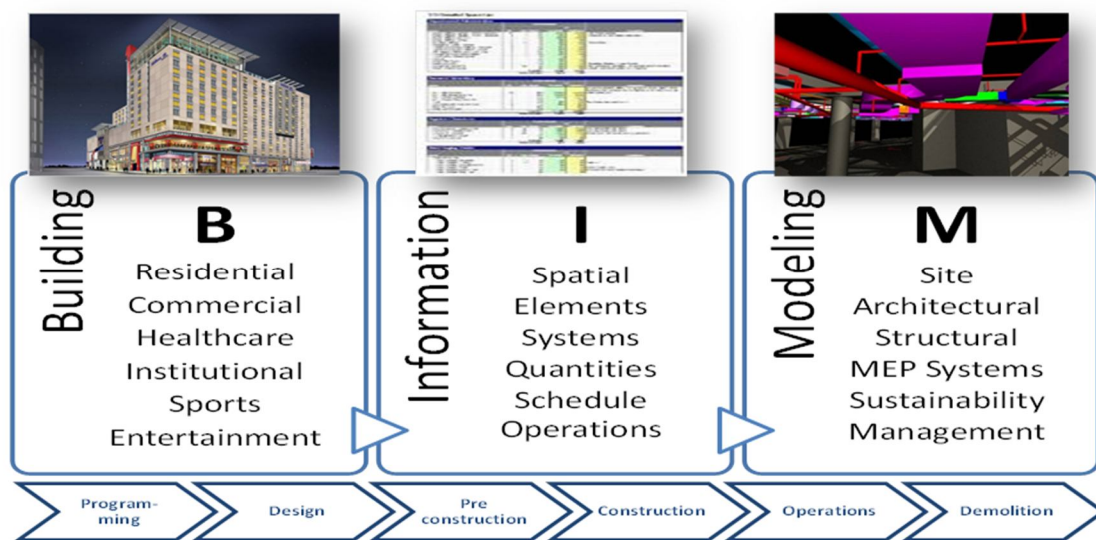 Building
B
Residential
Commercial
Healthcare
Institutional
Sports
Entertainment
Information
I
Spatial
Elements
Systems
Quantities
Schedule
Operations
Modeling
M
Site
Architectural
Structural
MEP Systems
Sustainability
Management
Program-
ming
Design
Pre
construction
Construction
Operations
Demolition